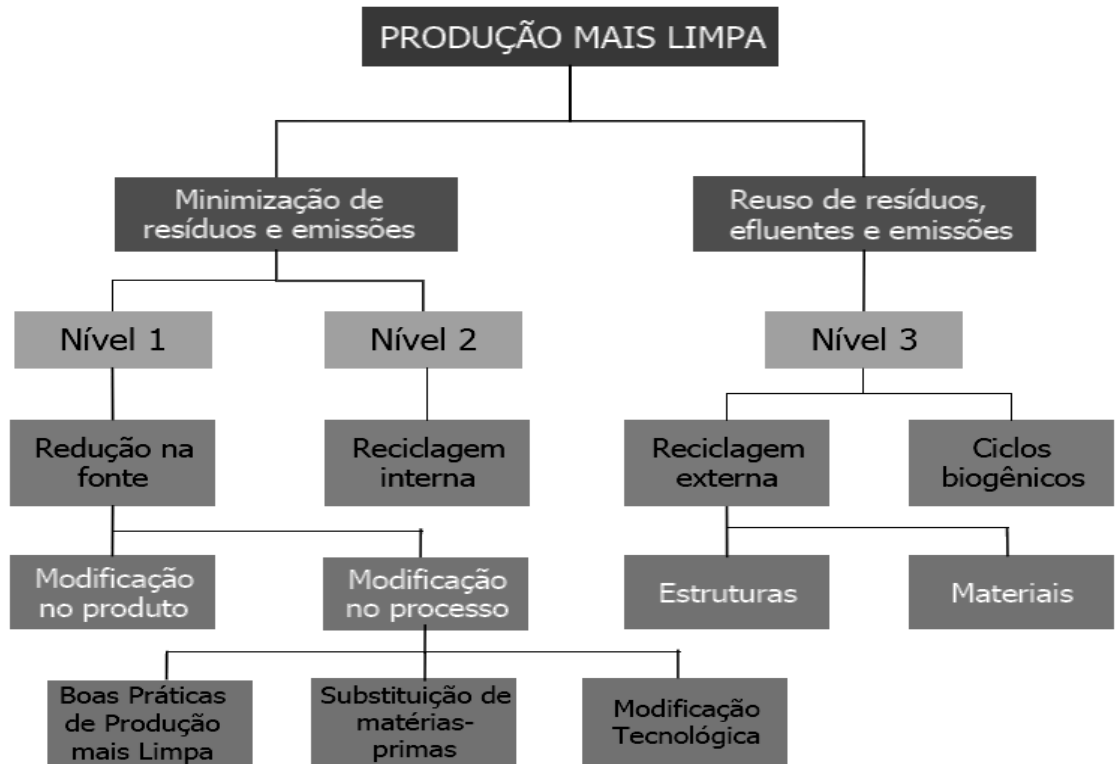 PRODUÇÃO MAIS LIMPA
Minimização de
resíduos e emissões
Reuso de resíduos,
efluentes e emissões
Nível 1
Nível 2
Nível 3
Redução na
fonte
Reciclagem
interna
Reciclagem
externa
Ciclos
biogênicos
Modificação
no produto
Modificação
no processo
Estruturas
Materiais
Boas Práticas
de Produção
mais Limpa
Substituição de
matérias-
primas
Modificação
Tecnológica